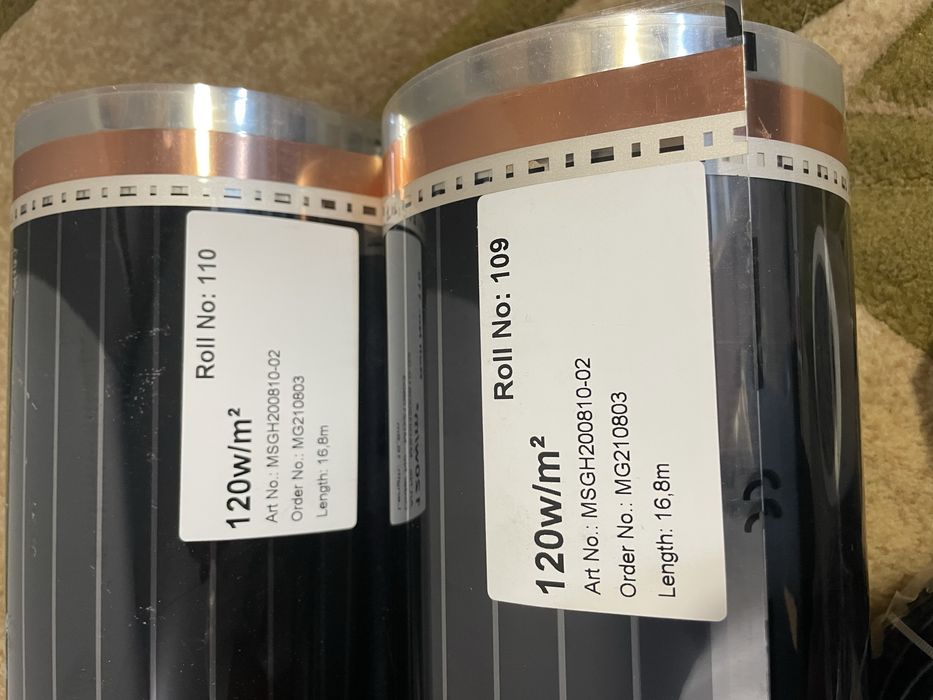 Roll No: 110
120w/m²
Art No.: MSGH200810-02
Order No.: MG210803
Length: 16,8m
Roll No: 109
120w/m²
Art No.: MSGH200810-02
Order No.: MG210803
Length: 16,8m